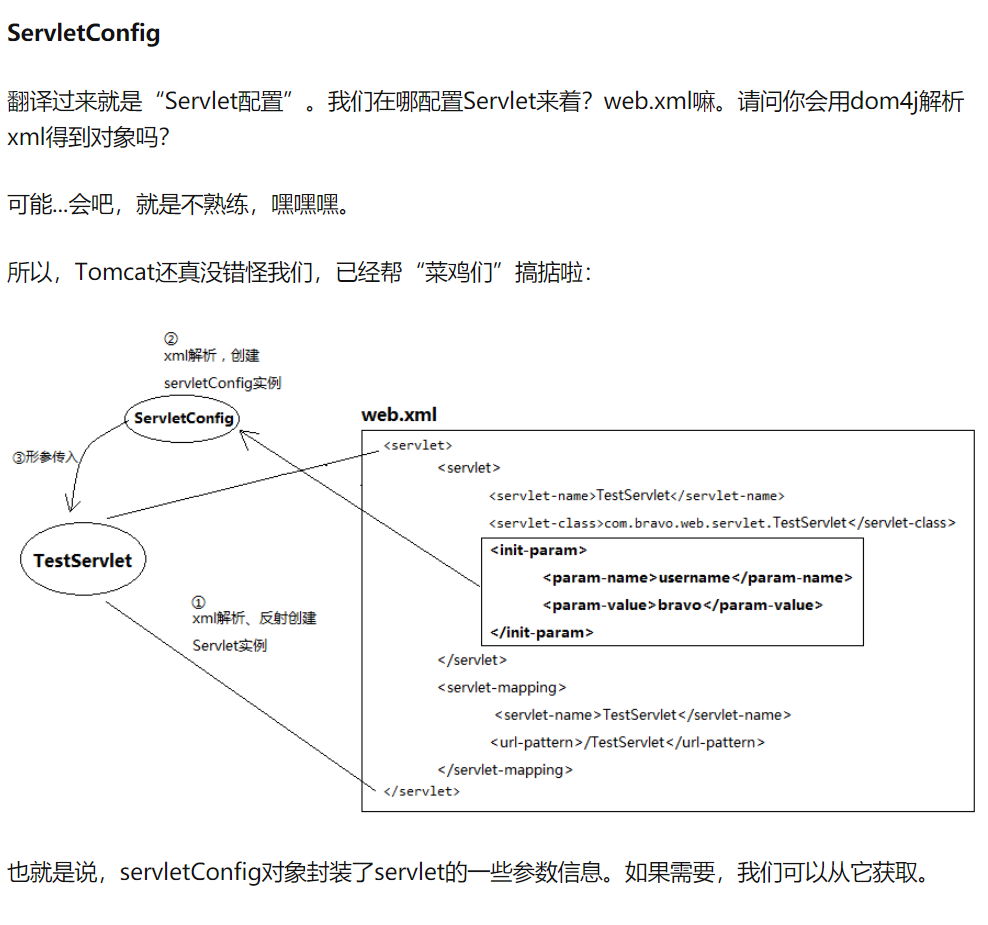 ServletConfig
翻译过来就是“Servlet配置”。我们在哪配置Servlet来着？web.xml嘛。请问你会用dom4j解析
xml得到对象吗？
可能...会吧，就是不熟练，嘿嘿嘿。
所以，Tomcat还真没错怪我们，已经帮“菜鸡们”搞掂啦：
②
xml解析，创建
servletConfig实例
ServletConfig
③形参传入
TestServlet
①
xml解析、反射创建
Servlet实例
web.xml
<servlet>
<servlet>
<servlet-name>TestServlet</servlet-name>
<servlet-class>com.bravo.web.servlet.TestServlet</servlet-class>
<init-param>
<param-name>username</param-name>
<param-value>bravo</param-value>
</init-param>
</servlet>
<servlet-mapping>
<servlet-name>TestServlet</servlet-name>
<url-pattern>/TestServlet</url-pattern>
</servlet-mapping>
</servlet>
也就是说，servletConfig对象封装了servlet的一些参数信息。如果需要，我们可以从它获取。